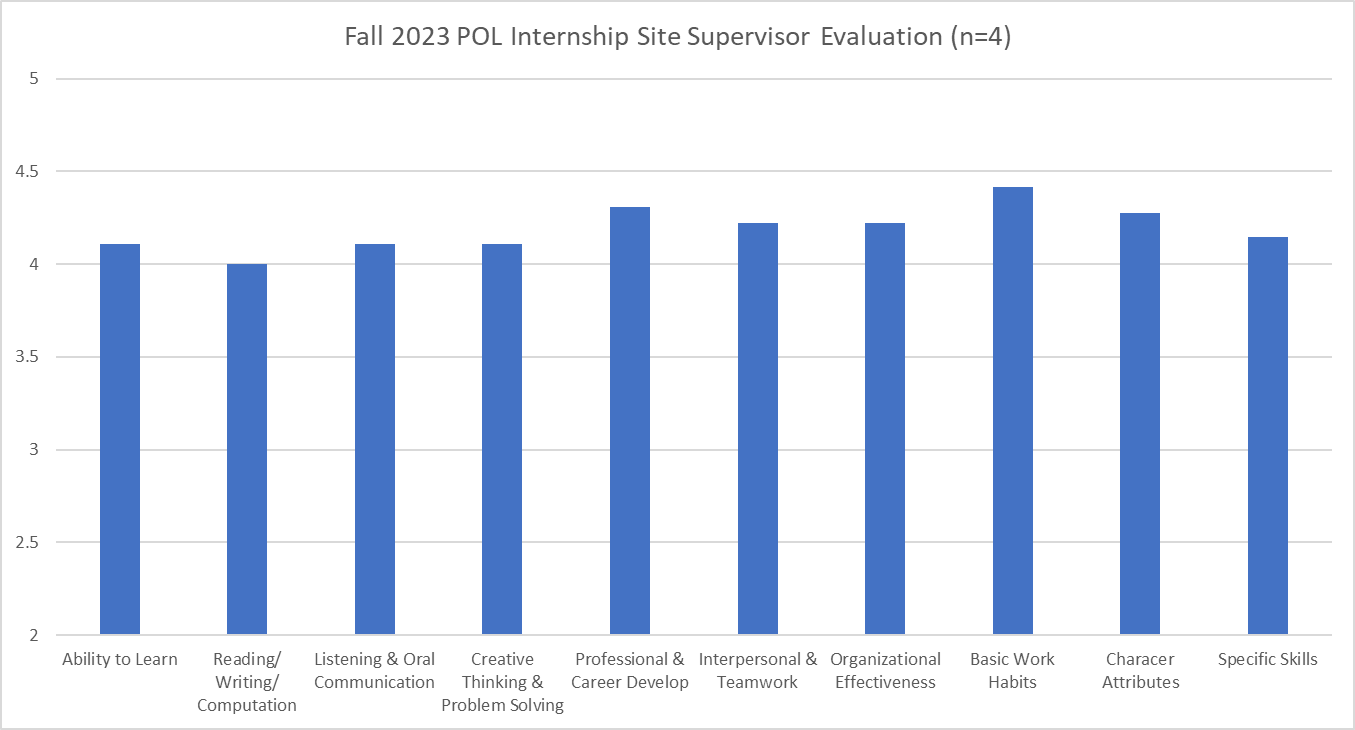 Fall 2023 POL Internship Site Supervisor Evaluation (n=4)
5
4.5
4
3.5
3
2.5
2
Ability to Learn
Reading/
Writing/
Computation
Listening & Oral
Communication
Creative
Thinking &
Problem Solving
Professional &
Career Develop
Interpersonal &
Teamwork
Organizational
Effectiveness
Basic Work
Habits
Characer
Attributes
Specific Skills